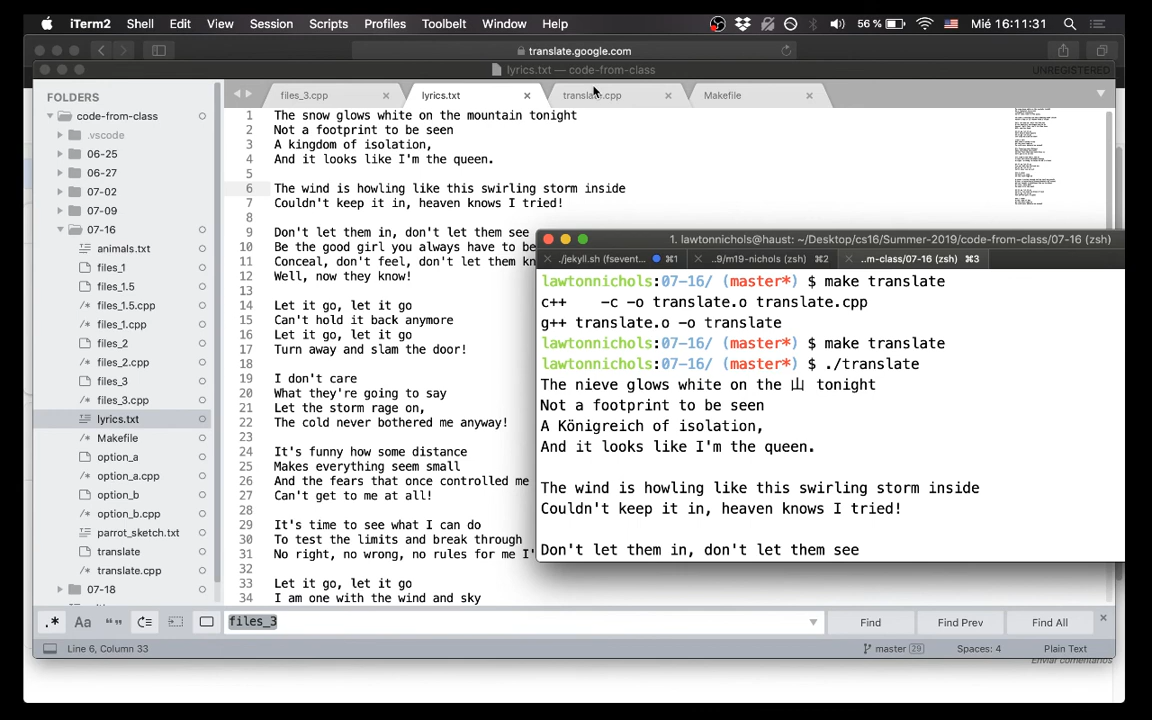 iTerm2 Shell Edit View Session Scripts Profiles Toolbelt Window Help 56 % Mié 16:11:31
translate.google.com
lyrics.txt — code-from-class UNREGISTERED
FOLDERS
code-from-class
.vscode
06-25
06-27
07-02
07-09
07-16
animals.txt
files_1
files_1.5
files_1.5.cpp
files_1.cpp
files_2
files_2.cpp
files_3
files_3.cpp
lyrics.txt
Makefile
option_a
option_a.cpp
option_b
option_b.cpp
parrot_sketch.txt
translate
translate.cpp
07-18
files_3.cpp lyrics.txt translate.cpp Makefile
1 The snow glows white on the mountain tonight
2 Not a footprint to be seen
3 A kingdom of isolation,
4 And it looks like I'm the queen.
5
6 The wind is howling like this swirling storm inside
7 Couldn't keep it in, heaven knows I tried!
8
9 Don't let them in, don't let them see
10 Be the good girl you always have to be
11 Conceal, don't feel, don't let them kn
12 Well, now they know!
13
14 Let it go, let it go
15 Can't hold it back anymore
16 Let it go, let it go
17 Turn away and slam the door!
18
19 I don't care
20 What they're going to say
21 Let the storm rage on,
22 The cold never bothered me anyway!
23
24 It's funny how some distance
25 Makes everything seem small
26 And the fears that once controlled me
27 Can't get to me at all!
28
29 It's time to see what I can do
30 To test the limits and break through
31 No right, no wrong, no rules for me I'
32
33 Let it go, let it go
34 I am one with the wind and sky
1. lawtonnichols@haust: ~/Desktop/cs16/Summer-2019/code-from-class/07-16 (zsh)
./jekyll.sh (fsevent... ⌘1 ..9/m19-nichols (zsh) ⌘2 ..m-class/07-16 (zsh) ⌘3
lawtonnichols:07-16/ (master*) $ make translate
c++ -c -o translate.o translate.cpp
g++ translate.o -o translate
lawtonnichols:07-16/ (master*) $ make translate
lawtonnichols:07-16/ (master*) $ ./translate
The nieve glows white on the 山 tonight
Not a footprint to be seen
A Königreich of isolation,
And it looks like I'm the queen.
The wind is howling like this swirling storm inside
Couldn't keep it in, heaven knows I tried!
Don't let them in, don't let them see
.* Aa “” files_3 Find Find Prev Find All
Line 6, Column 33 master 29 Spaces: 4 Plain Text
Enviar comentarios